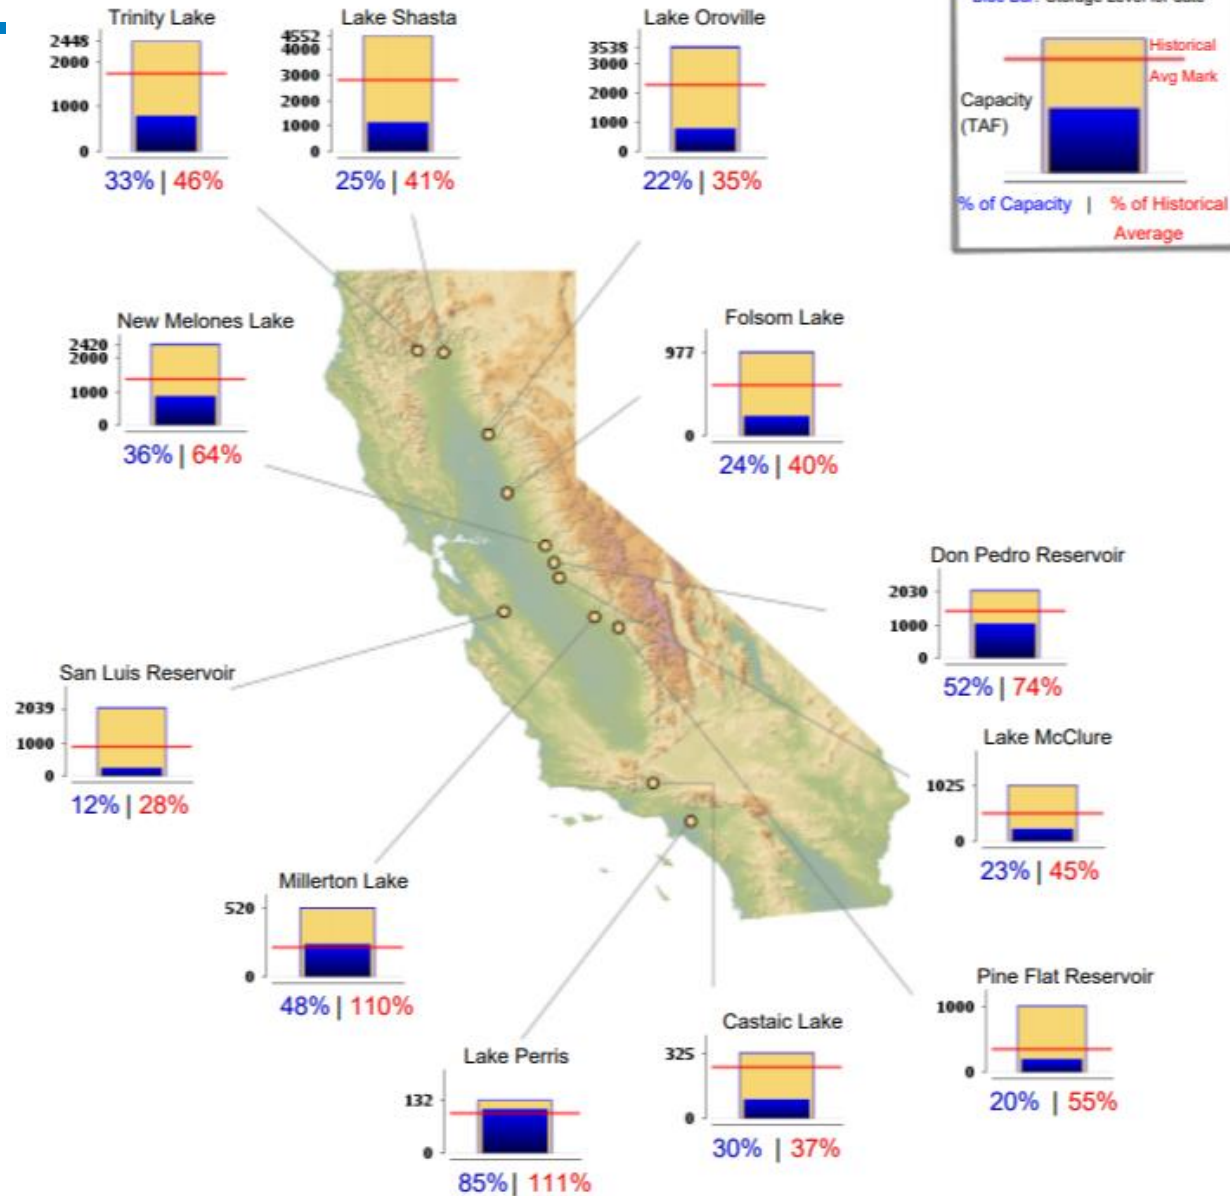 Trinity Lake
2448
2000
1000
0
33% | 46%
Lake Shasta
4552
4000
3000
2000
1000
0
25% | 41%
Lake Oroville
3538
3000
2000
1000
0
22% | 35%
Historical
Avg Mark
Capacity
(TAF)
% of Capacity | % of Historical
Average
New Melones Lake
2420
2000
1000
0
36% | 64%
Folsom Lake
977
0
24% | 40%
Don Pedro Reservoir
2030
1000
0
52% | 74%
San Luis Reservoir
2039
1000
0
12% | 28%
Lake McClure
1025
0
23% | 45%
Millerton Lake
520
0
48% | 110%
Pine Flat Reservoir
1000
0
20% | 55%
Castaic Lake
325
0
30% | 37%
Lake Perris
132
0
85% | 111%